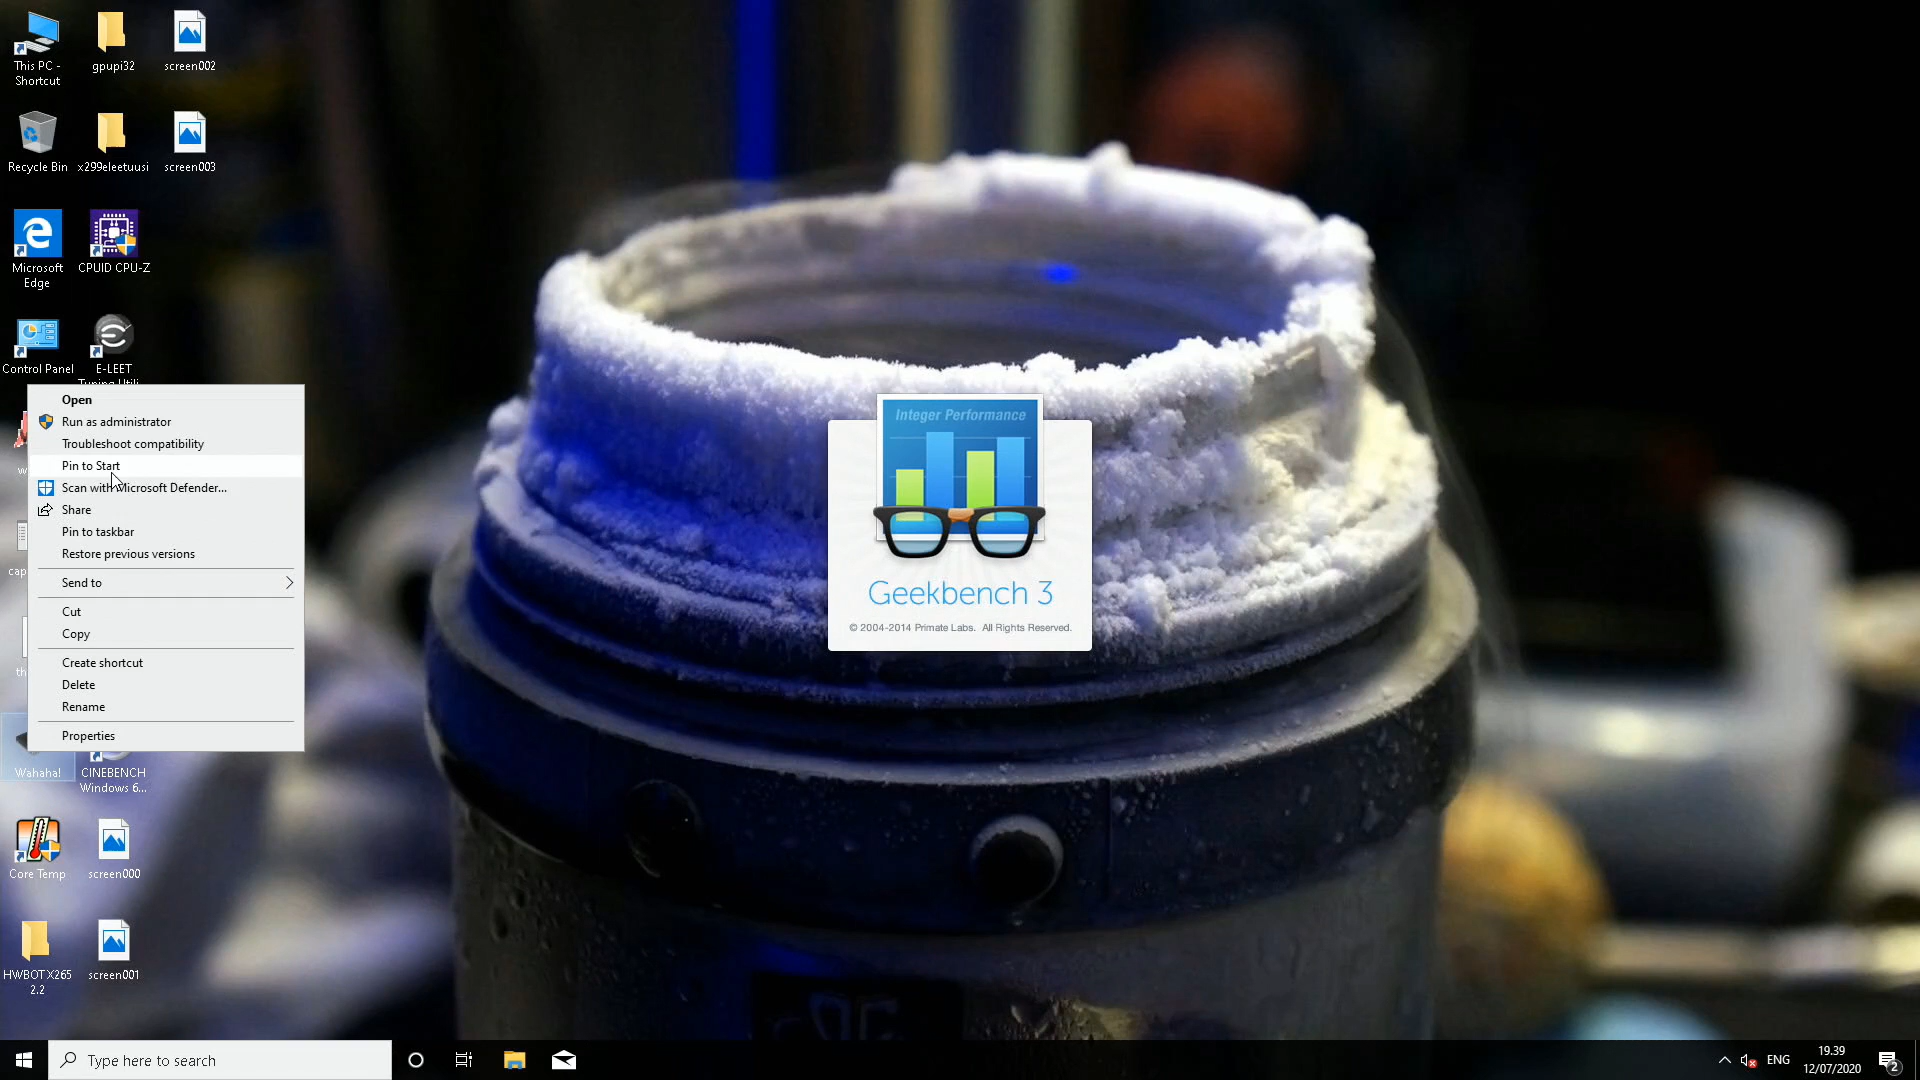 This PC -
Shortcut
gpupi32
screen002
Recycle Bin
x299eleetuusi
screen003
Microsoft
Edge
CPUID CPU-Z
Control Panel
E-LEET
Open
Run as administrator
Troubleshoot compatibility
Pin to Start
Scan with Microsoft Defender...
Share
Pin to taskbar
Restore previous versions
Send to
Cut
Copy
Create shortcut
Delete
Rename
Properties
Wahaha!
CINEBENCH
Windows 6...
Core Temp
screen000
HWBOT X265
2.2
screen001
Integer Performance
Geekbench 3
© 2004-2014 Primate Labs. All Rights Reserved.
Type here to search
ENG
19.39
12/07/2020
2